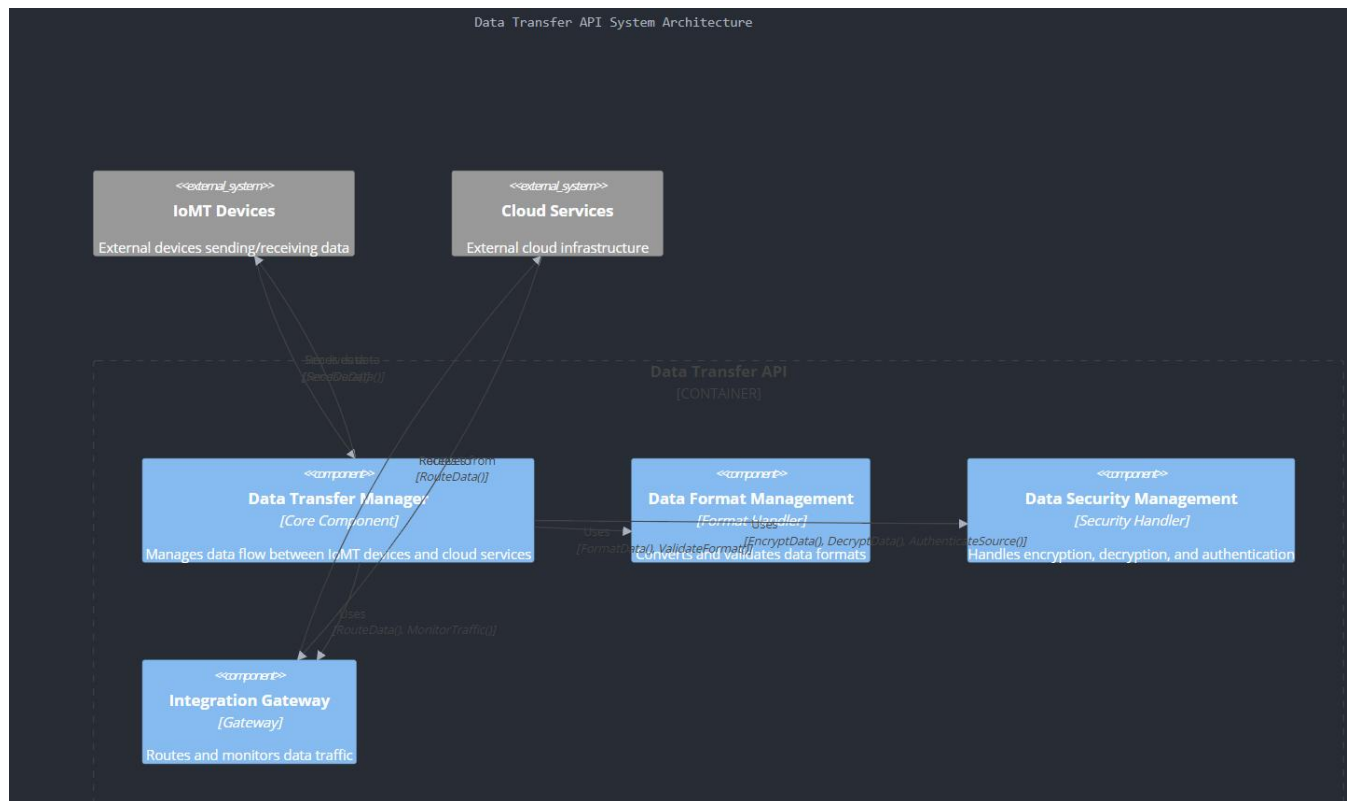 Data Transfer API System Architecture
<<external_system>>
IoMT Devices
External devices sending/receiving data
<<external_system>>
Cloud Services
External cloud infrastructure
Data Transfer API
[CONTAINER]
<<component>>
Data Transfer Manager
[Core Component]
Manages data flow between IoMT devices and cloud services
from
[RouteData()]
<<component>>
Data Format Management
[Format Handler]
Converts and validates data formats
Uses
[FormatData(), ValidateFormat()]
Uses
[EncryptData(), DecryptData(), AuthenticateSource()]
<<component>>
Data Security Management
[Security Handler]
Handles encryption, decryption, and authentication
Uses
[RouteData(), MonitorTraffic()]
<<component>>
Integration Gateway
[Gateway]
Routes and monitors data traffic